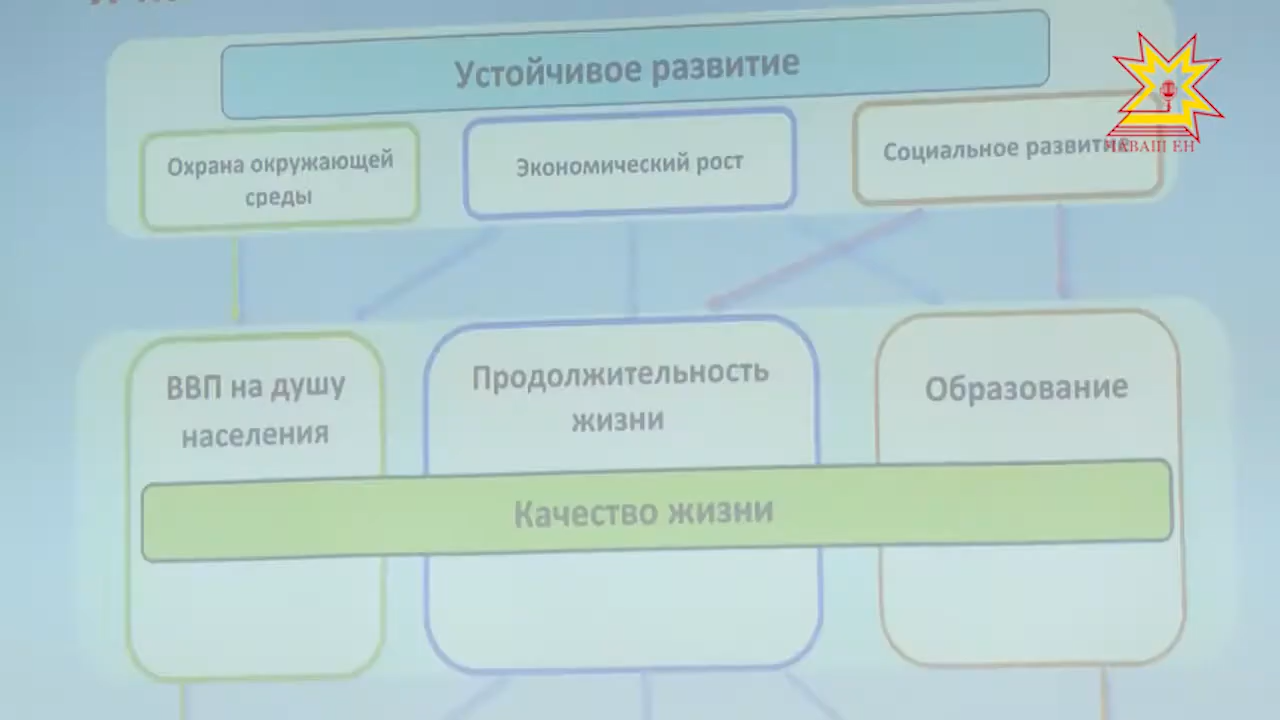 Устойчивое развитие
Охрана окружающей
среды
Экономический рост
Социальное развитие
ЧАВАШ ЕН
ВВП на душу
населения
Продолжительность
жизни
Образование
Качество жизни